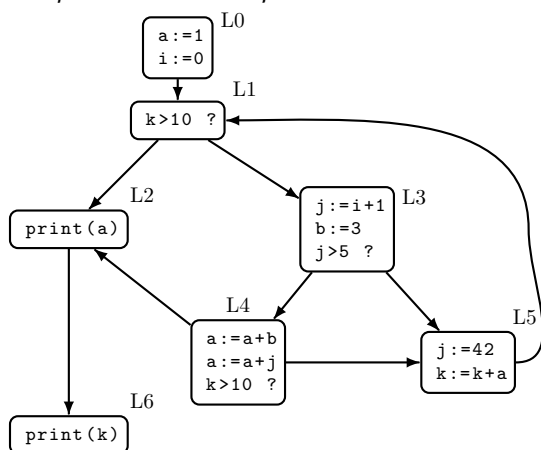 L0
a:=1
i:=0
L1
k>10 ?
L2
print(a)
L3
j:=i+1
b:=3
j>5 ?
L4
a:=a+b
a:=a+j
k>10 ?
L5
j:=42
k:=k+a
L6
print(k)